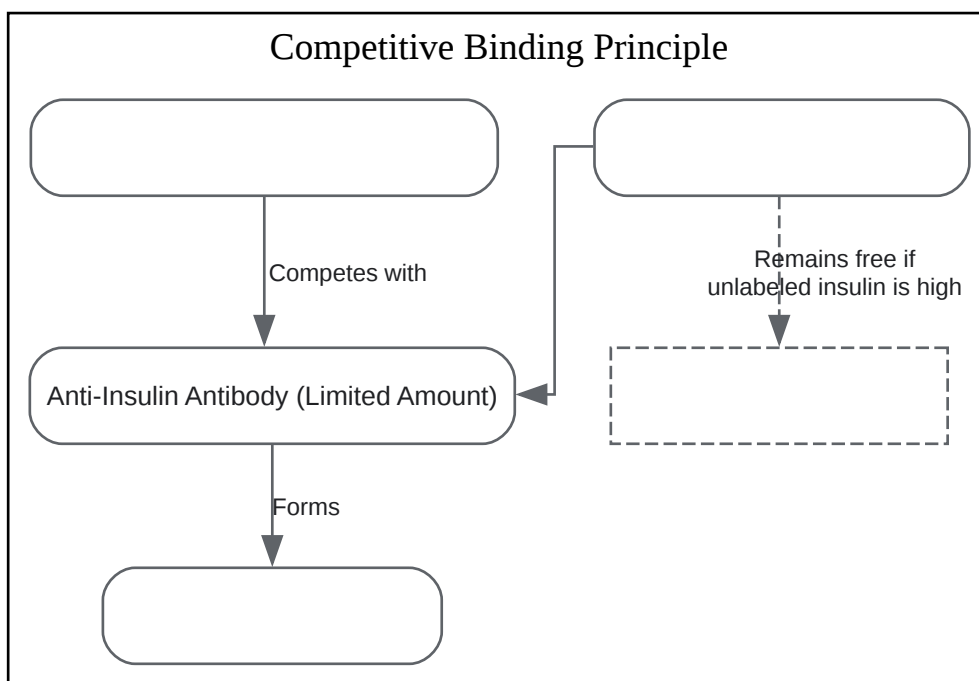 Competitive Binding Principle
Competes with
Remains free if
unlabeled insulin is high
Anti-Insulin Antibody (Limited Amount)
Forms